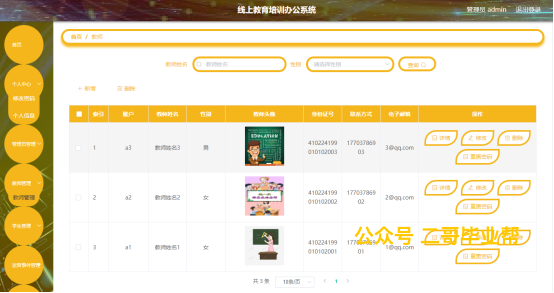 线上教育培训办公系统
管理员 admin 退出登录
首页
个人中心
修改密码
个人信息
管理员管理
教师管理
教师管理
学生管理
首页 / 教师
教师姓名 教师姓名 性别 请选择性别 查询
+ 新增 删除
索引 账户 教师姓名 性别 教师头像 身份证号 联系方式 电子邮箱 操作
1 a3 教师姓名3 男 EDUCATION 410224199010102003 17703786903 3@qq.com 详情 修改 删除 重置密码
2 a2 教师姓名2 女 410224199010102002 17703786902 2@qq.com 详情 修改 删除 重置密码
3 a1 教师姓名1 女 1@qq.com 详情 修改 删除 重置密码
公众号 二哥毕业帮
共 3 条 10条/页 1